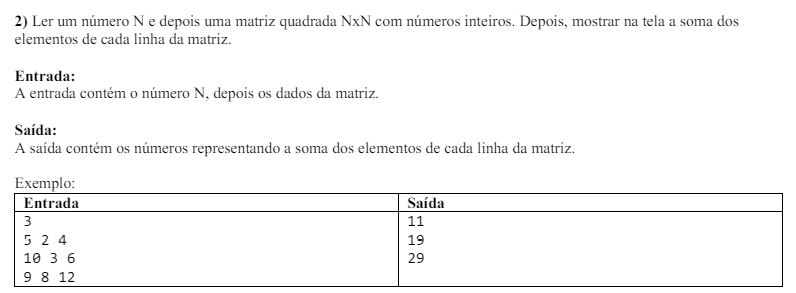 2) Ler um número N e depois uma matriz quadrada NxN com números inteiros. Depois, mostrar na tela a soma dos
elementos de cada linha da matriz.
Entrada:
A entrada contém o número N, depois os dados da matriz.
Saída:
A saída contém os números representando a soma dos elementos de cada linha da matriz.
Exemplo:
Entrada Saída
3 11
5 2 4 19
10 3 6 29
9 8 12